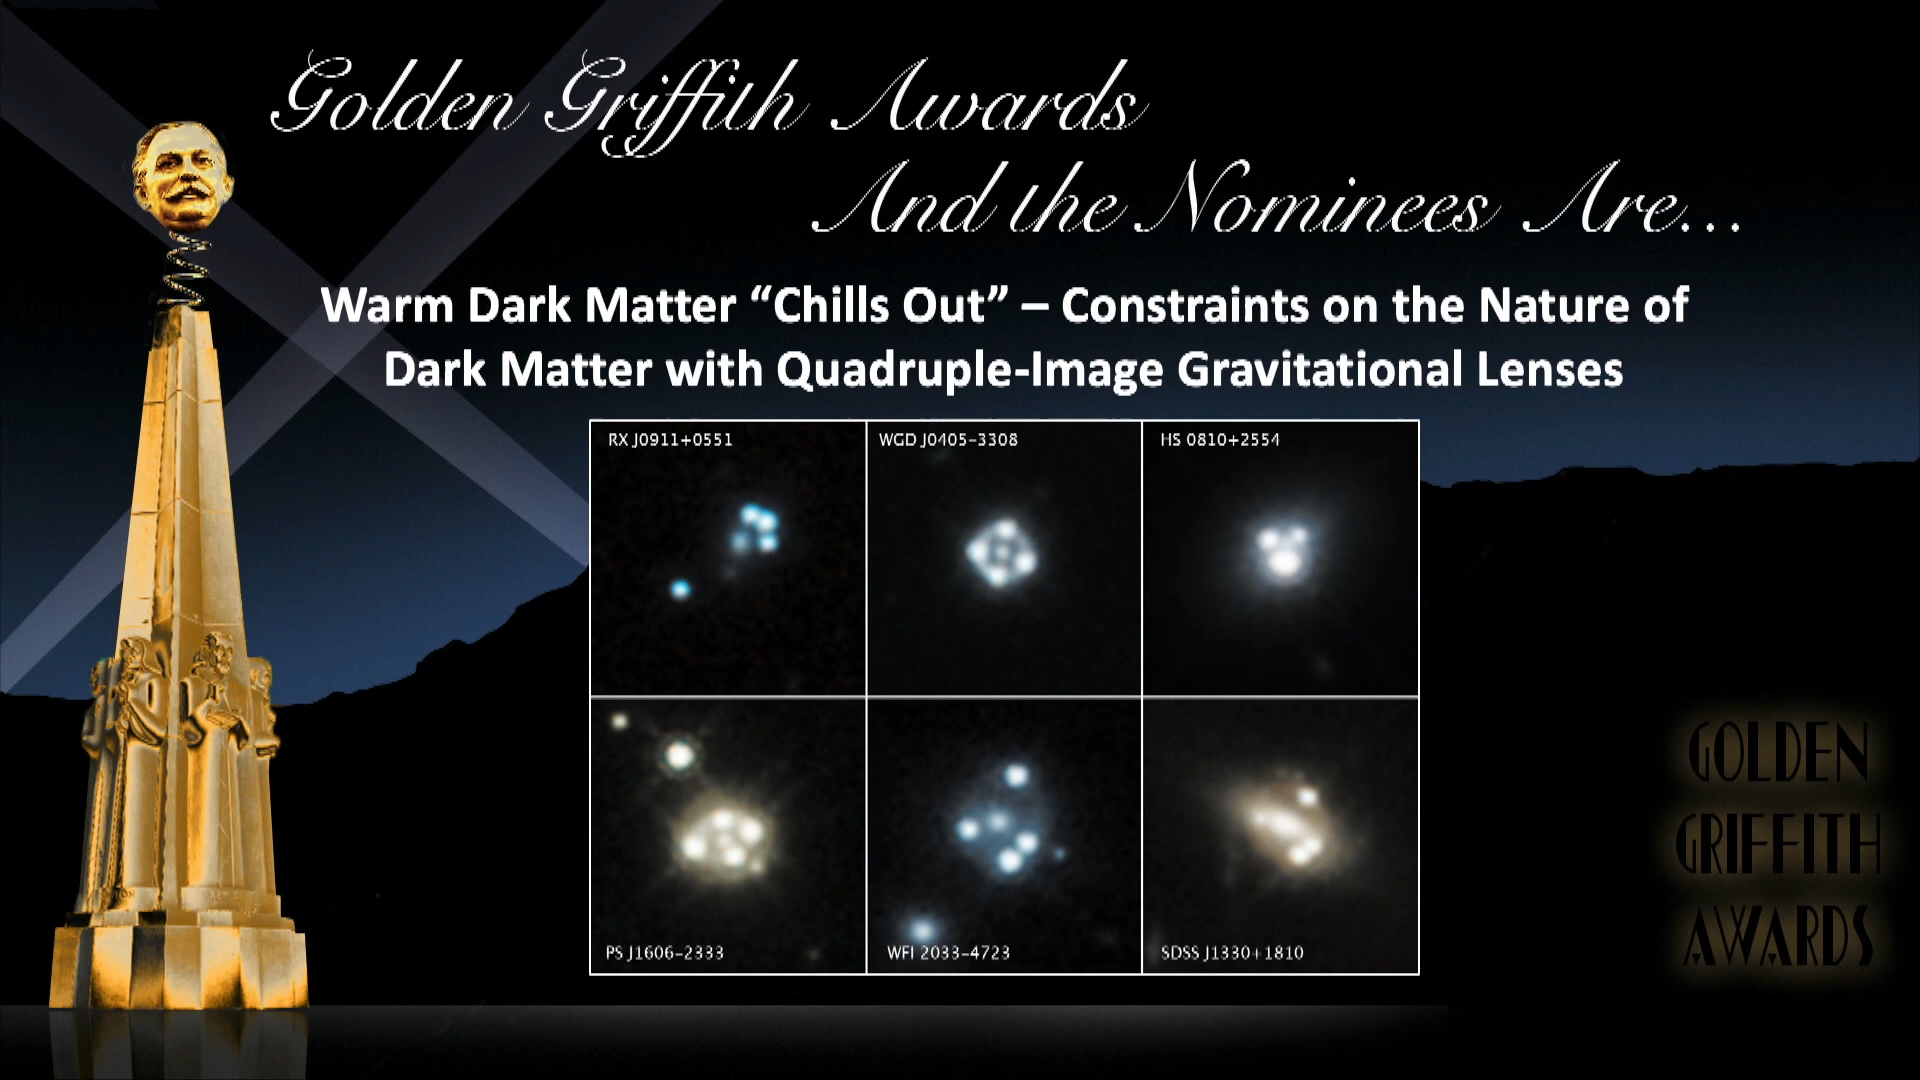 Golden Griffith Awards
And the Nominees Are...
Warm Dark Matter “Chills Out” – Constraints on the Nature of
Dark Matter with Quadruple-Image Gravitational Lenses
RX J0911+0551
WGD J0405-3308
HS 0810+2554
PS J1606-2333
WFI 2033-4723
SDSS J1330+1810
GOLDEN
GRIFFITH
AWARDS